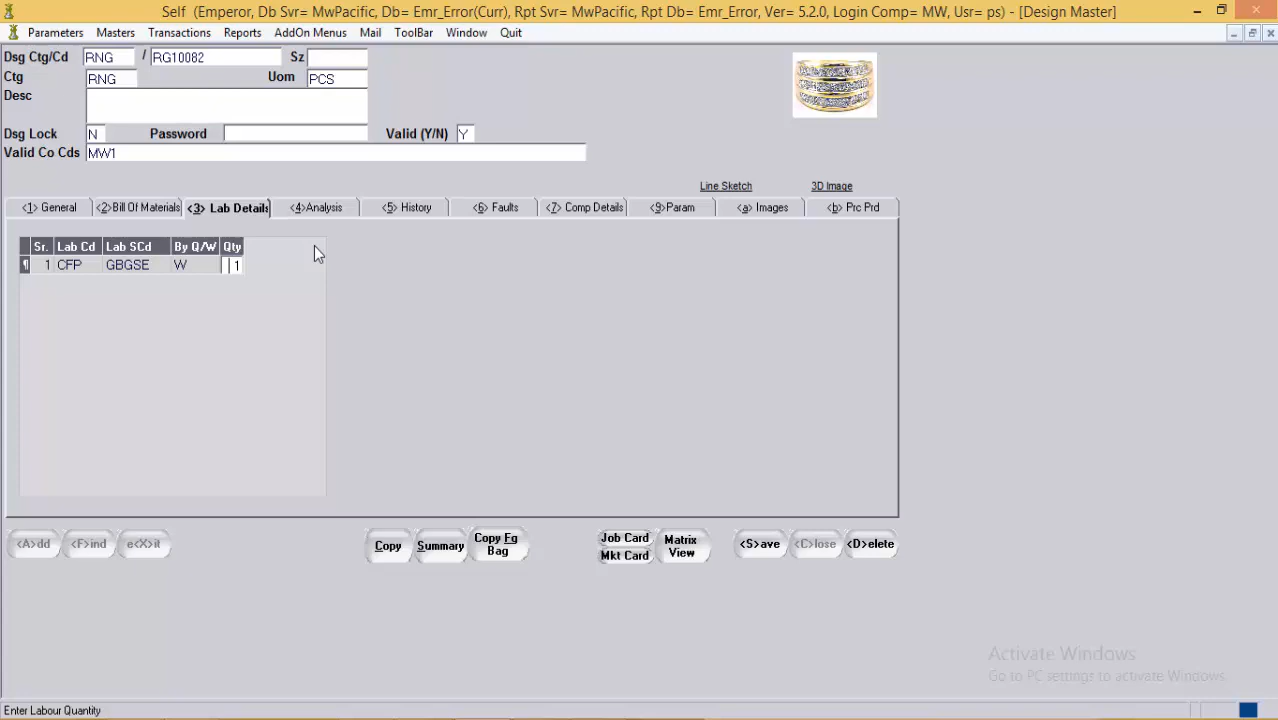 Self (Emperor, Db Svr= MwPacific, Db= Emr_Error(Curr), Rpt Svr= MwPacific, Rpt Db= Emr_Error, Ver= 5.2.0, Login Comp= MW, Usr= ps) - [Design Master]
Parameters Masters Transactions Reports AddOn Menus Mail ToolBar Window Quit
Dsg Ctg/Cd RNG / RG10082 Sz
Ctg RNG Uom PCS
Desc
Dsg Lock N Password Valid (Y/N) Y
Valid Co Cds MW1
Line Sketch 3D Image
<1> General <2>Bill Of Materials <3> Lab Details <4>Analysis <5> History <6> Faults <7> Comp Details <9>Param <a> Images <b> Prc Prd
Sr. Lab Cd Lab SCd By Q/W Qty
1 CFP GBGSE W 1
<A>dd <F>ind e<X>it Copy Summary Copy Fg Bag Job Card Mkt Card Matrix View <S>ave <C>lose <D>elete
Activate Windows
Go to PC settings to activate Windows.
Enter Labour Quantity